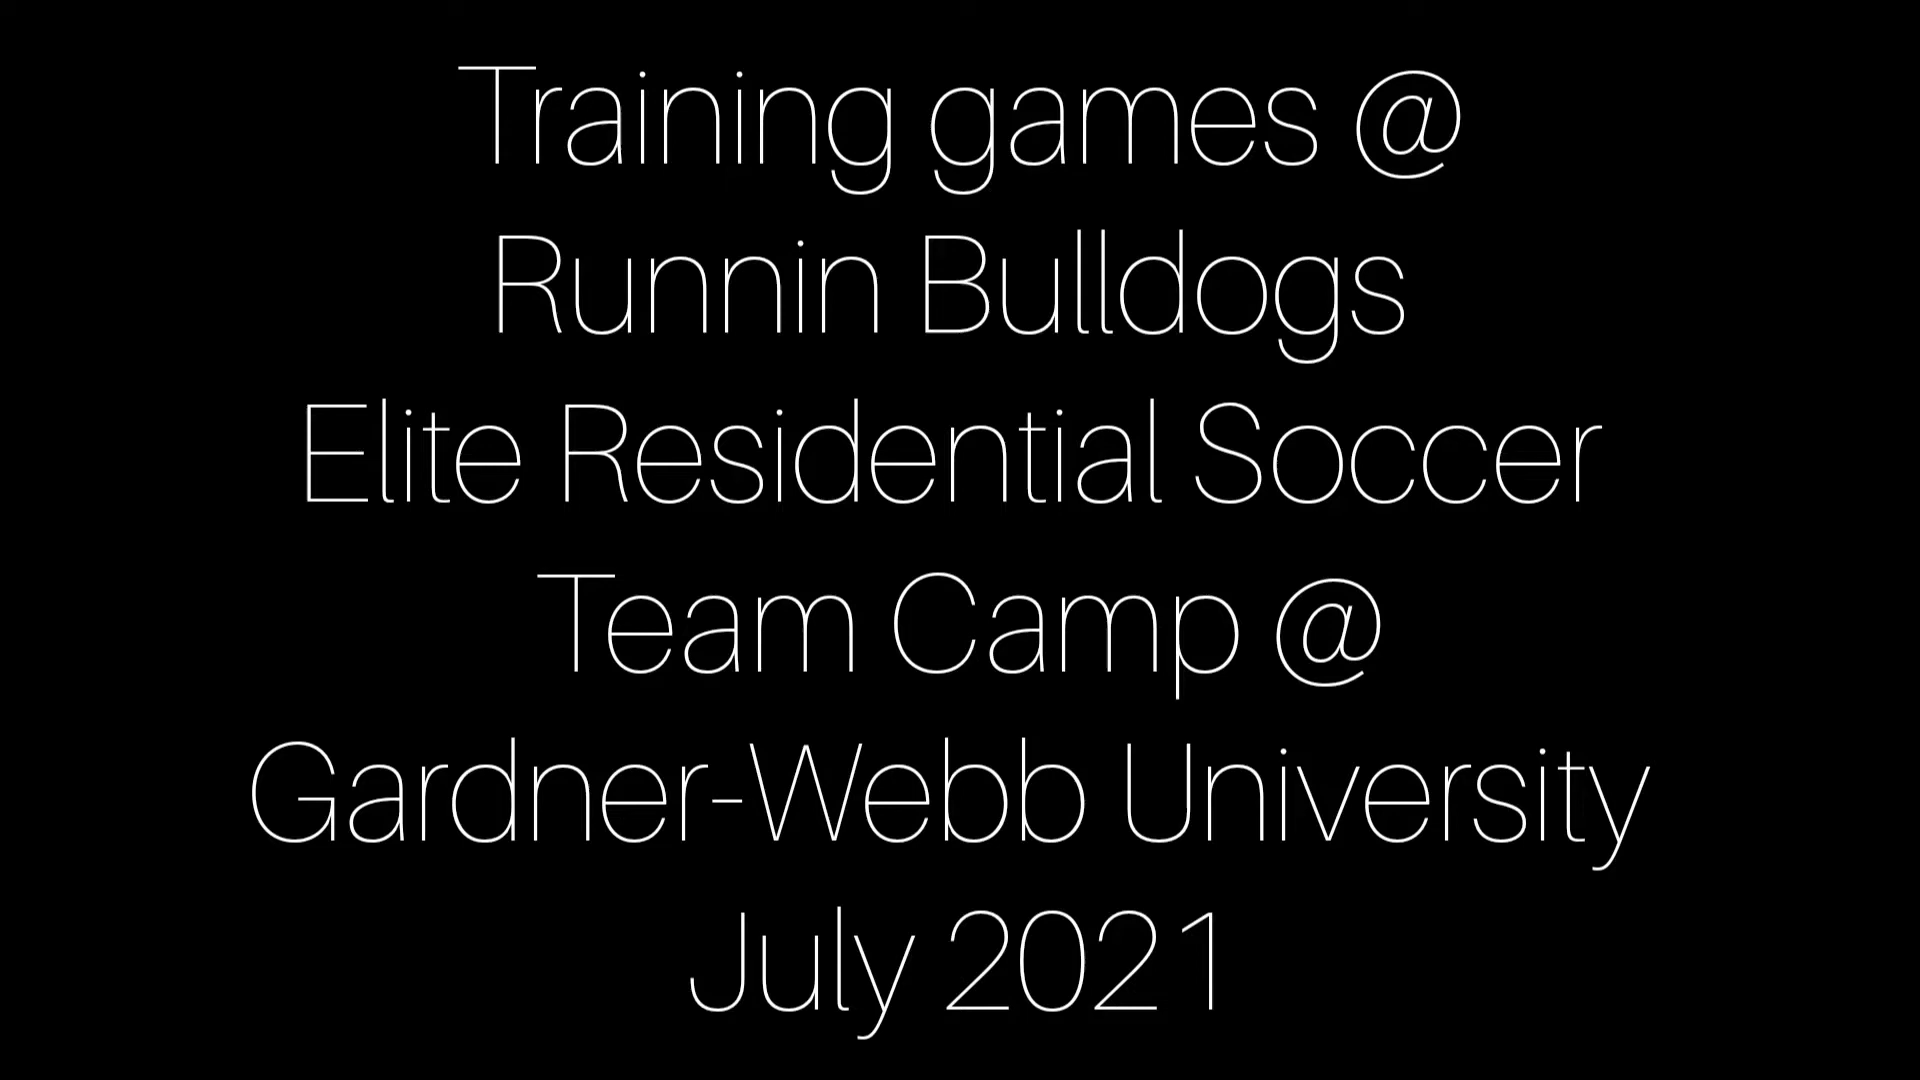 Training games @
Runnin Bulldogs
Elite Residential Soccer
Team Camp @
Gardner-Webb University
July 2021